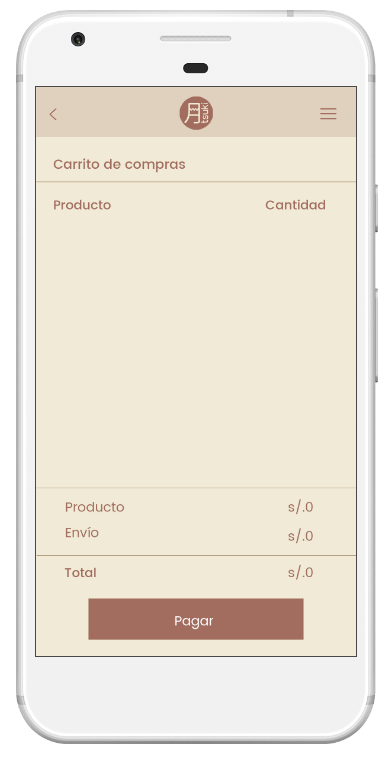 月 tsuki
Carrito de compras
Producto Cantidad
Producto s/.0
Envío s/.0
Total s/.0
Pagar